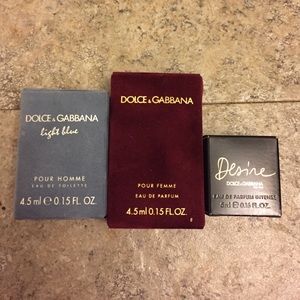 DOLCE & GABBANA
light blue
POUR HOMME
EAU DE TOILETTE
4.5 ml ℮ 0.15 FL. OZ.
DOLCE & GABBANA
POUR FEMME
EAU DE PARFUM
4.5 ml 0.15 FL.OZ.
Desire
DOLCE & GABBANA
EAU DE PARFUM INTENSE